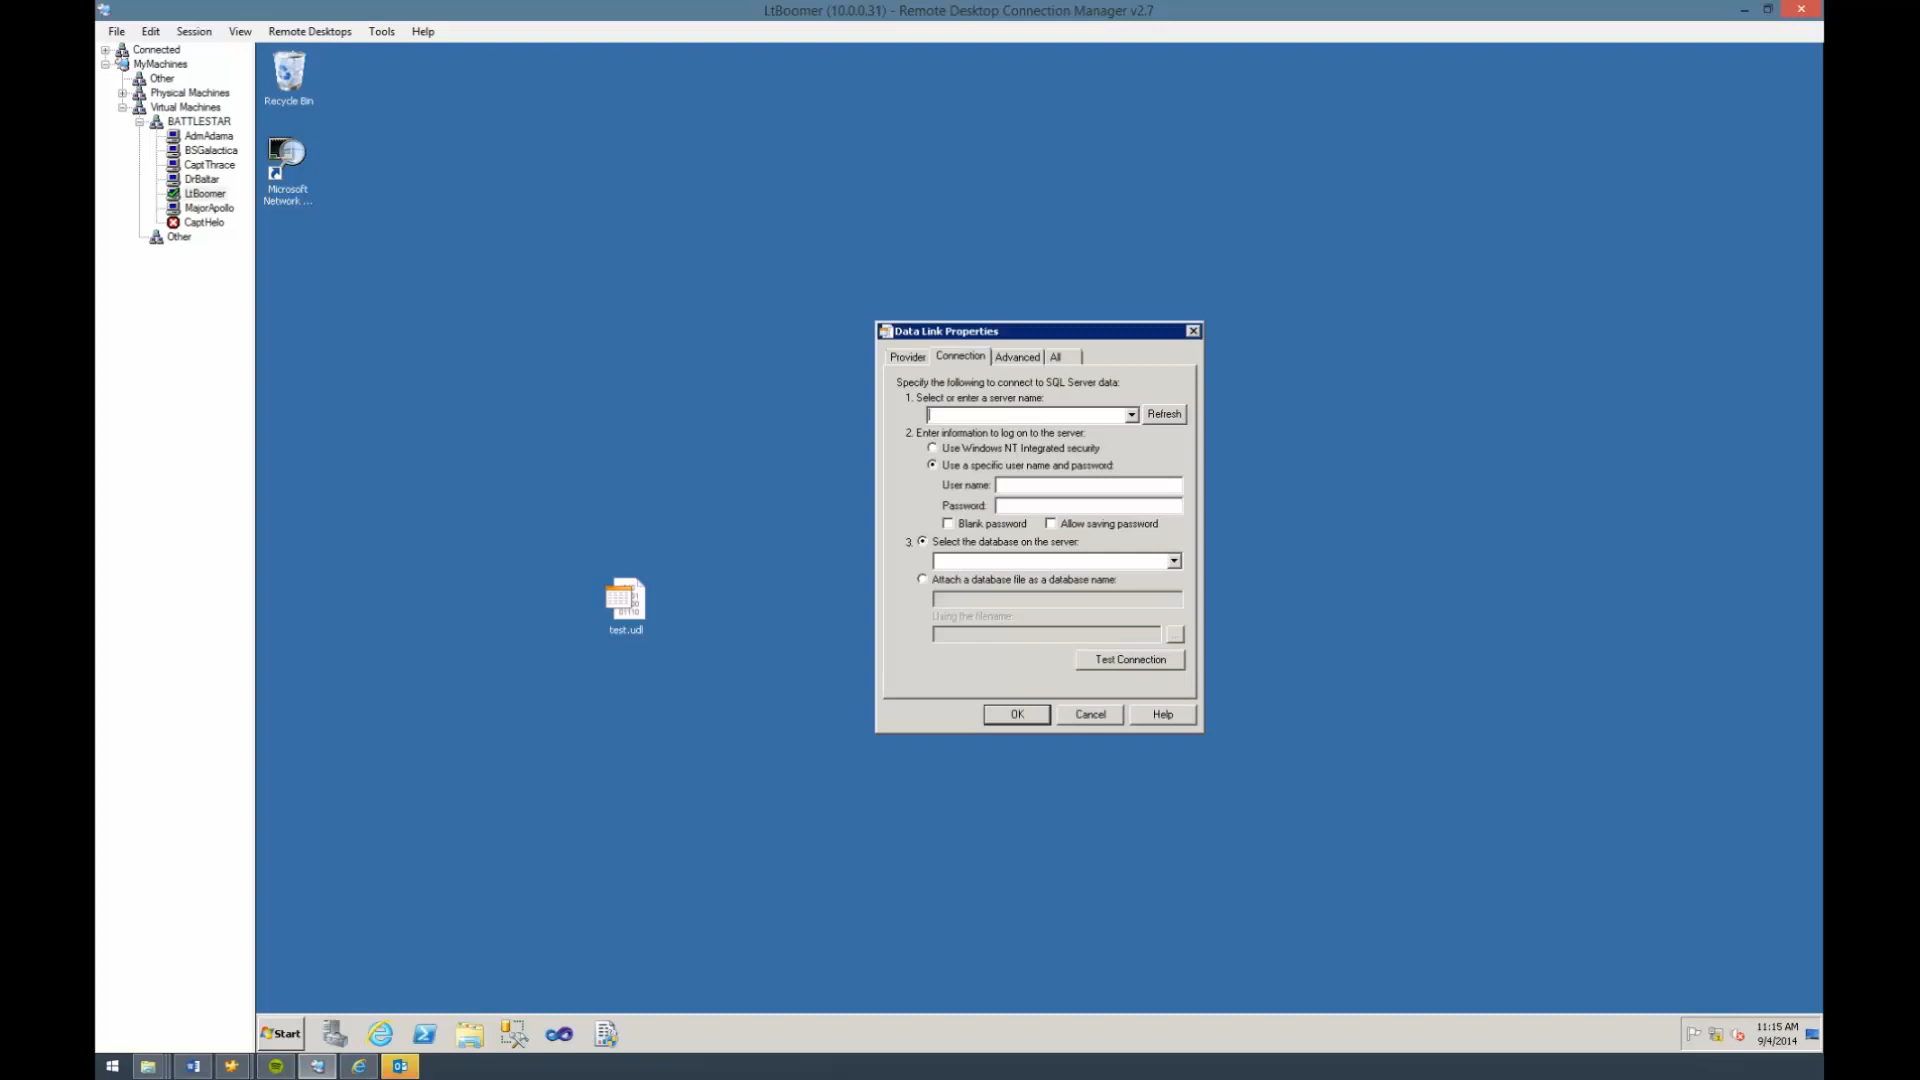 LtBoomer (10.0.0.31) - Remote Desktop Connection Manager v2.7
File Edit Session View Remote Desktops Tools Help
Connected
MyMachines
Other
Physical Machines
Virtual Machines
BATTLESTAR
AdmAdama
BSGalactica
CaptThrace
DrBaltar
LtBoomer
MajorApollo
CaptHelo
Other
Recycle Bin
Microsoft
Network ...
test.udl
Data Link Properties
Provider Connection Advanced All
Specify the following to connect to SQL Server data:
1. Select or enter a server name:
Refresh
2. Enter information to log on to the server:
Use Windows NT Integrated security
Use a specific user name and password:
User name:
Password:
Blank password Allow saving password
3. Select the database on the server:
Attach a database file as a database name:
Using the filename:
...
Test Connection
OK Cancel Help
Start
11:15 AM
9/4/2014